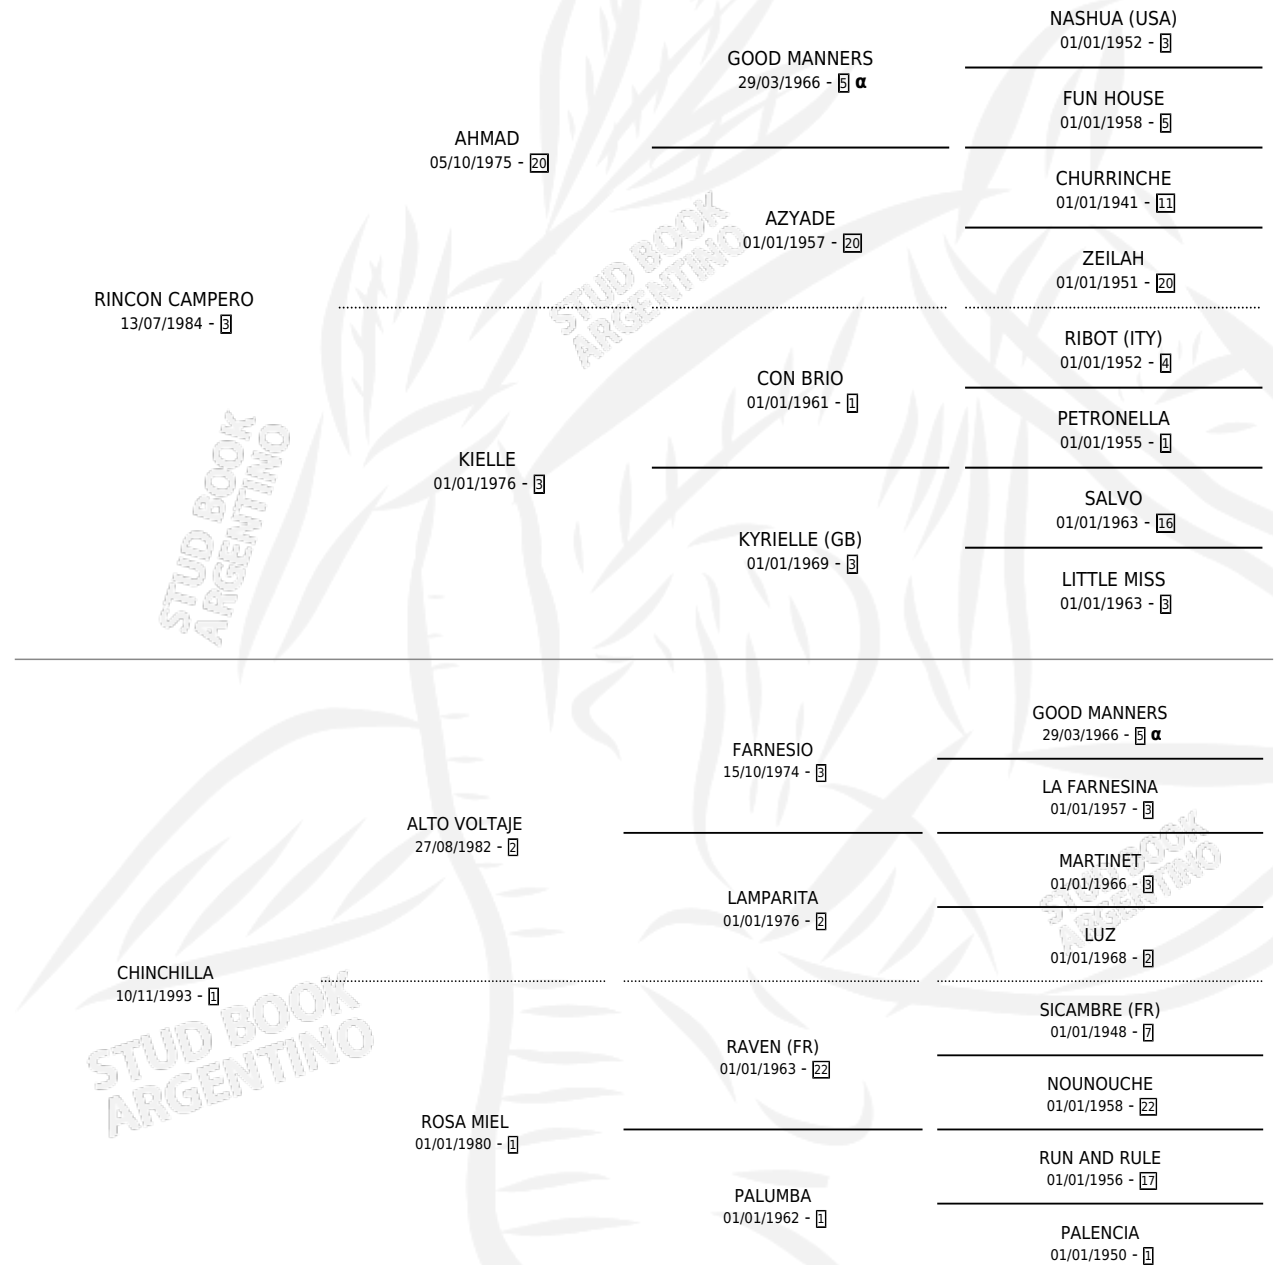 NASHUA (USA)
01/01/1952 - 3
GOOD MANNERS
29/03/1966 - 5 α
FUN HOUSE
01/01/1958 - 5
AHMAD
05/10/1975 - 20
CHURRINCHE
01/01/1941 - 11
AZYADE
01/01/1957 - 20
ZEILAH
01/01/1951 - 20
RINCON CAMPERO
13/07/1984 - 3
RIBOT (ITY)
01/01/1952 - 4
CON BRIO
01/01/1961 - 1
PETRONELLA
01/01/1955 - 1
KIELLE
01/01/1976 - 3
SALVO
01/01/1963 - 16
KYRIELLE (GB)
01/01/1969 - 3
LITTLE MISS
01/01/1963 - 3
GOOD MANNERS
29/03/1966 - 5 α
FARNESIO
15/10/1974 - 3
LA FARNESINA
01/01/1957 - 3
ALTO VOLTAJE
27/08/1982 - 2
MARTINET
01/01/1966 - 3
LAMPARITA
01/01/1976 - 2
LUZ
01/01/1968 - 2
CHINCHILLA
10/11/1993 - 1
SICAMBRE (FR)
01/01/1948 - 7
RAVEN (FR)
01/01/1963 - 22
NOUNOUCHE
01/01/1958 - 22
ROSA MIEL
01/01/1980 - 1
RUN AND RULE
01/01/1956 - 17
PALUMBA
01/01/1962 - 1
PALENCIA
01/01/1950 - 1
STUD BOOK
ARGENTINO
STUD BOOK
ARGENTINO
STUD BOOK
ARGENTINO
STUD BOOK
ARGENTINO